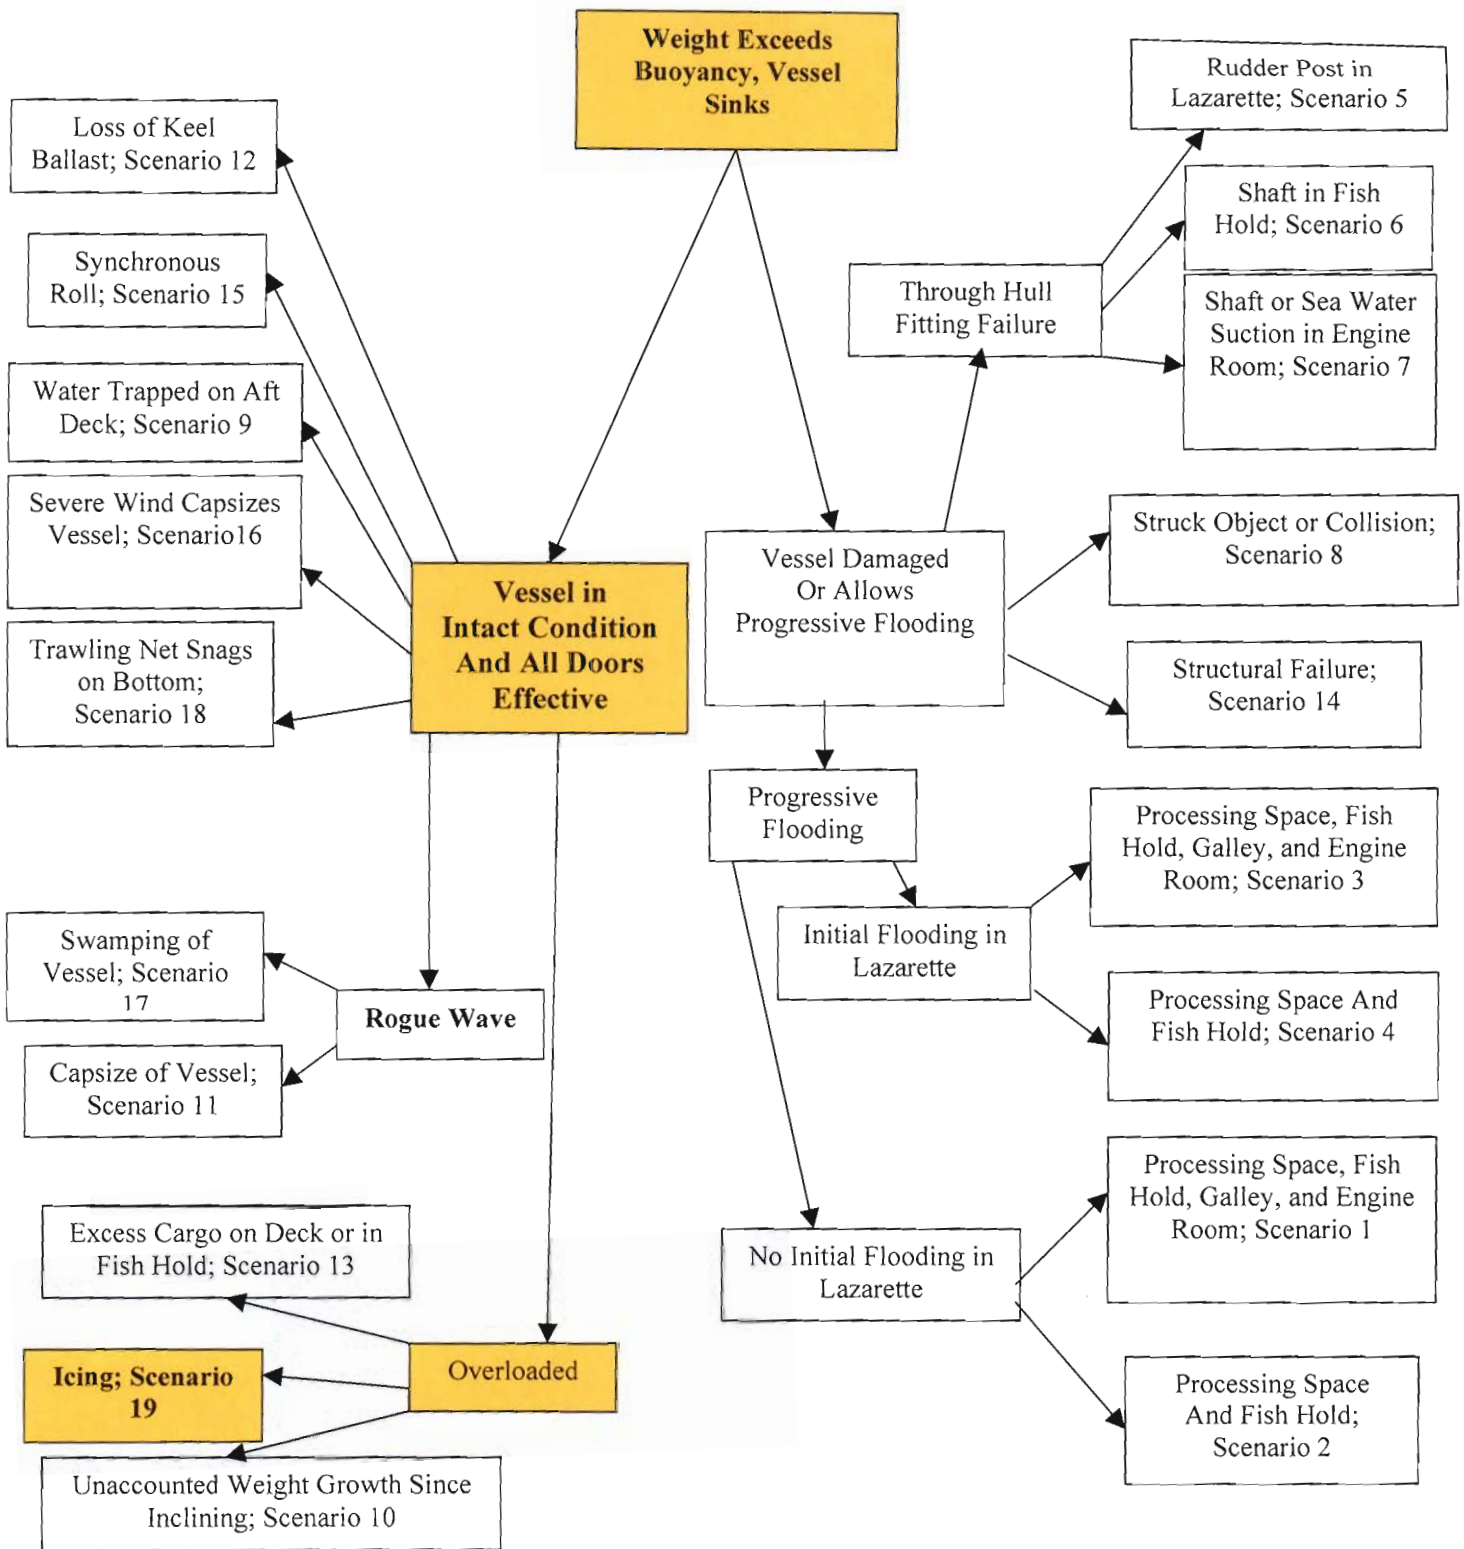 Weight Exceeds
Buoyancy, Vessel
Sinks
Rudder Post in
Lazarette; Scenario 5
Loss of Keel
Ballast; Scenario 12
Shaft in Fish
Hold; Scenario 6
Synchronous
Roll; Scenario 15
Through Hull
Fitting Failure
Shaft or Sea Water
Suction in Engine
Room; Scenario 7
Water Trapped on Aft
Deck; Scenario 9
Severe Wind Capsizes
Vessel; Scenario16
Struck Object or Collision;
Scenario 8
Vessel in
Intact Condition
And All Doors
Effective
Vessel Damaged
Or Allows
Progressive Flooding
Trawling Net Snags
on Bottom;
Scenario 18
Structural Failure;
Scenario 14
Progressive
Flooding
Processing Space, Fish
Hold, Galley, and Engine
Room; Scenario 3
Swamping of
Vessel; Scenario
17
Initial Flooding in
Lazarette
Rogue Wave
Processing Space And
Fish Hold; Scenario 4
Capsize of Vessel;
Scenario 11
Processing Space, Fish
Hold, Galley, and Engine
Room; Scenario 1
Excess Cargo on Deck or in
Fish Hold; Scenario 13
No Initial Flooding in
Lazarette
Icing; Scenario
19
Overloaded
Processing Space
And Fish Hold;
Scenario 2
Unaccounted Weight Growth Since
Inclining; Scenario 10